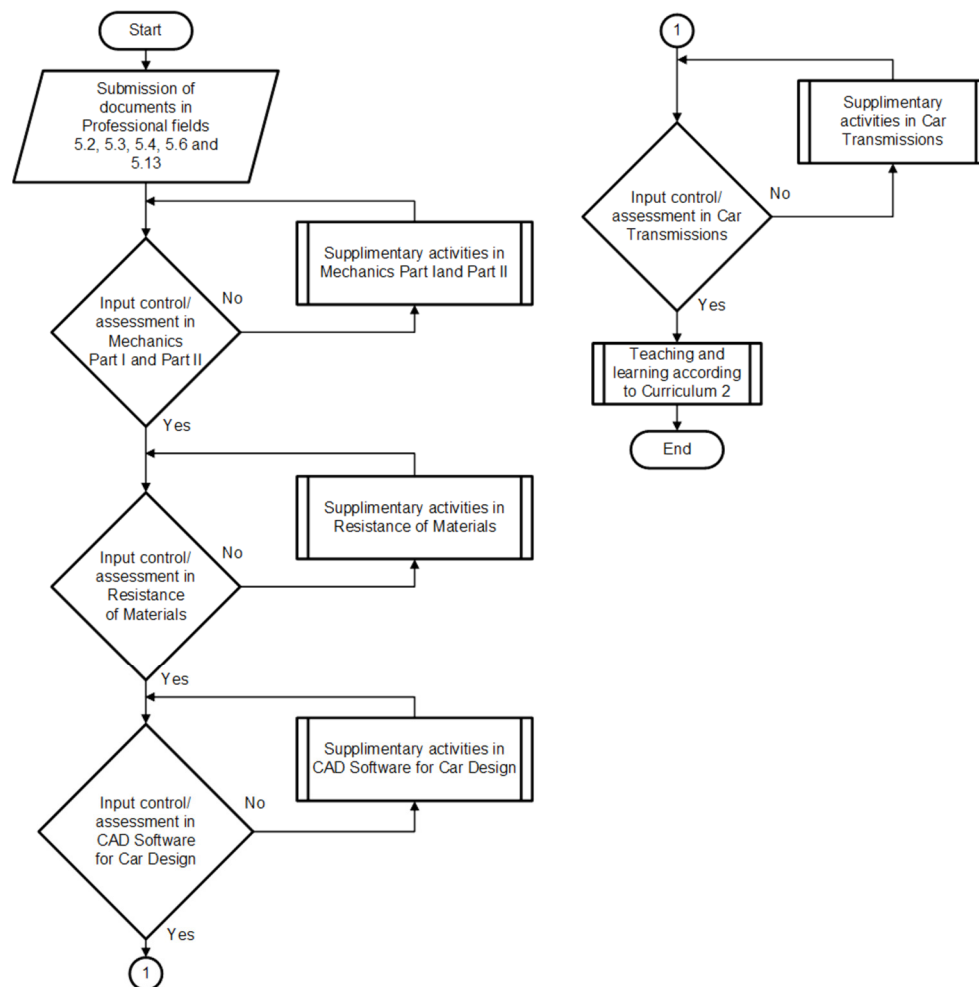 Start
Submission of
documents in
Professional fields
5.2, 5.3, 5.4, 5.6 and
5.13
Supplimentary activities in
Mechanics Part Iand Part II
Input control/
assessment in
Mechanics
Part I and Part II
No
Yes
Supplimentary activities in
Resistance of Materials
Input control/
assessment in
Resistance
of Materials
No
Yes
Supplimentary activities in
CAD Software for Car Design
Input control/
assessment in
CAD Software
for Car Design
No
Yes
1
1
Supplimentary
activities in Car
Transmissions
Input control/
assessment in Car
Transmissions
No
Yes
Teaching and
learning according
to Curriculum 2
End